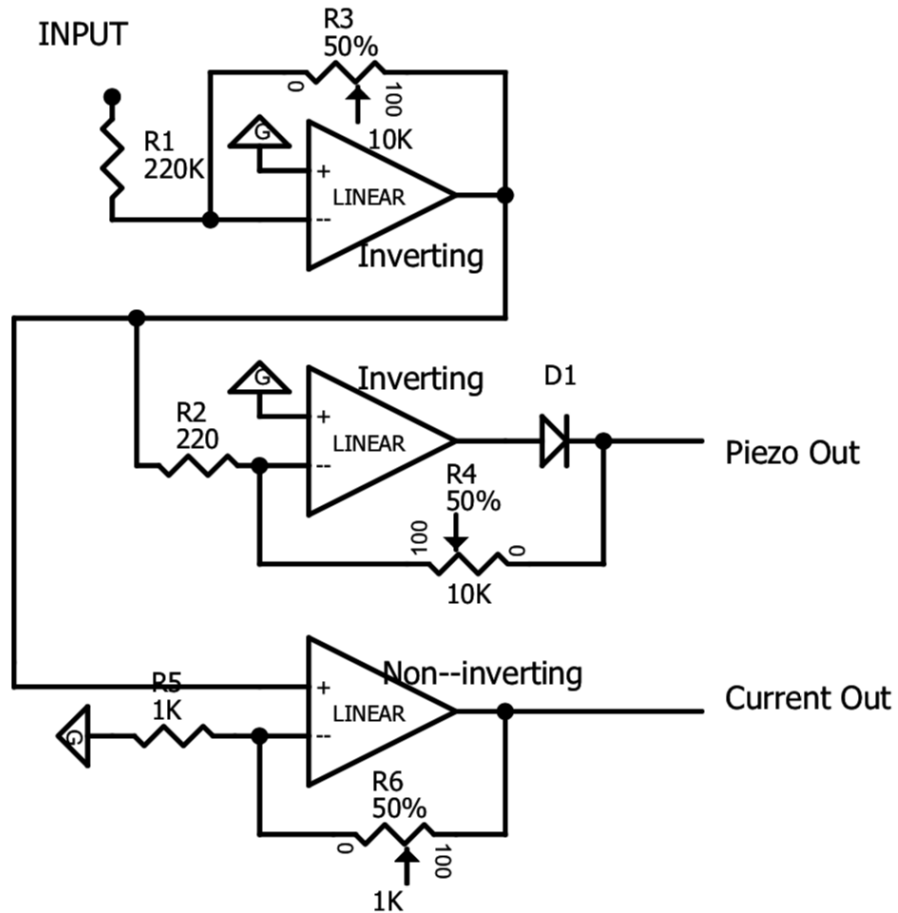 INPUT
R3
50%
0
100
10K
R1
220K
G
+
LINEAR
--
Inverting
G
Inverting
D1
+
R2
220
LINEAR
--
Piezo Out
R4
50%
100
0
10K
Non--inverting
R5
1K
+
LINEAR
--
Current Out
G
R6
50%
0
100
1K